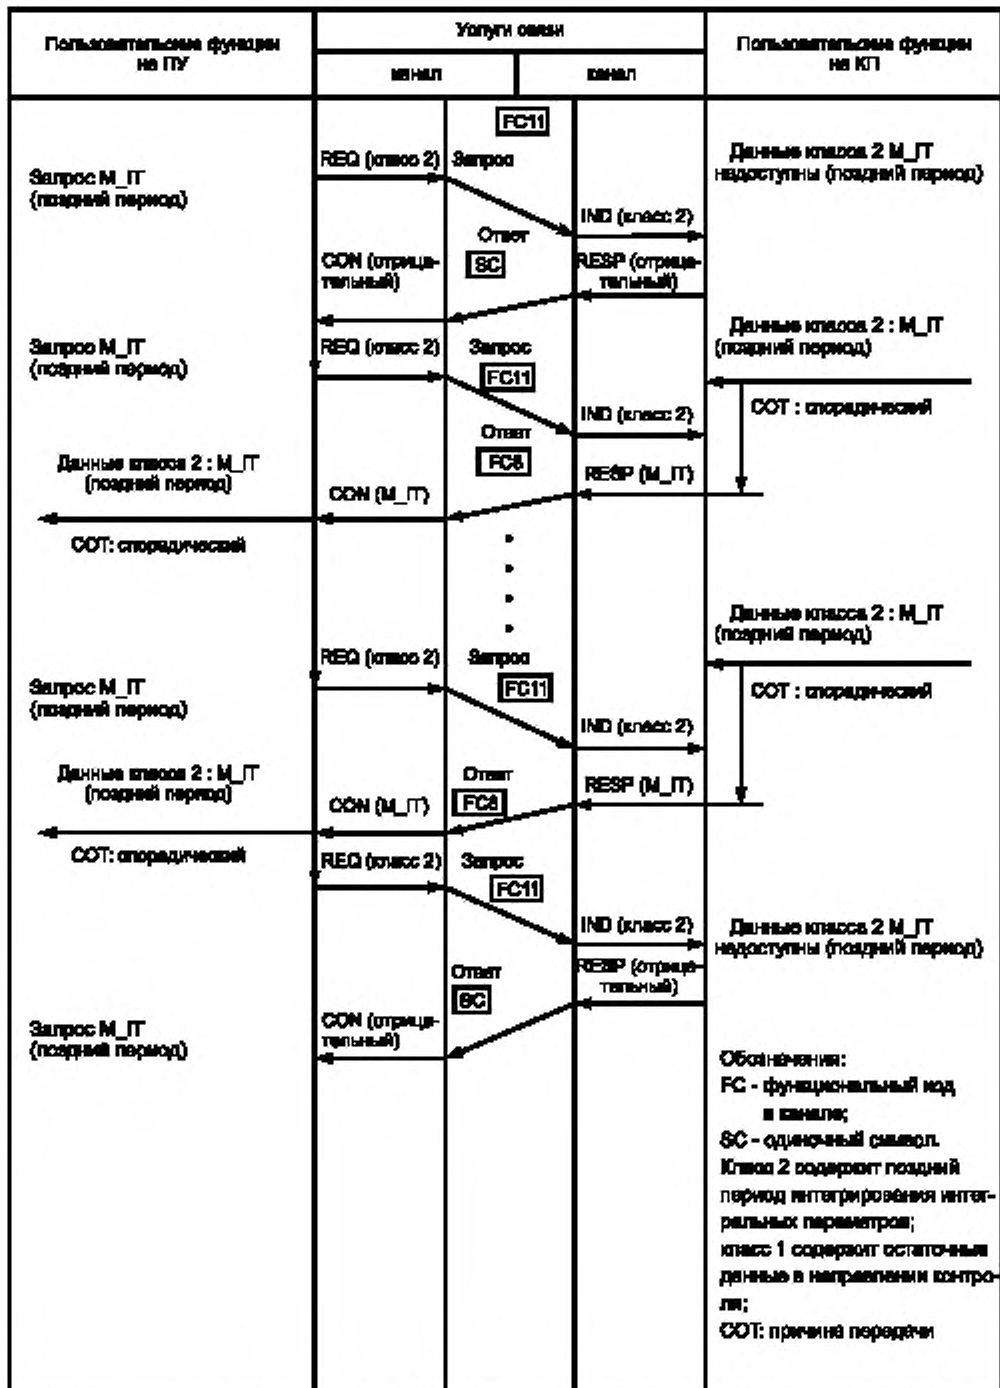 Пользовательские функции
на ПУ
Услуги связи
канал
канал
Пользовательские функции
на КП
FC11
REQ (класс 2)
Запрос
Запрос M_IT
(поздний период)
Данные класса 2 M_IT
недоступны (поздний период)
IND (класс 2)
Ответ
SC
CON (отрица-
тельный)
RESP (отрица-
тельный)
Запрос M_IT
(поздний период)
REQ (класс 2)
Запрос
FC11
Данные класса 2 : M_IT
(поздний период)
COT : спорадический
IND (класс 2)
Ответ
FC8
Данные класса 2 : M_IT
(поздний период)
CON (M_IT)
RESP (M_IT)
COT: спорадический
Данные класса 2 : M_IT
(поздний период)
REQ (класс 2)
Запрос
FC11
Запрос M_IT
(поздний период)
COT : спорадический
IND (класс 2)
Данные класса 2 : M_IT
(поздний период)
Ответ
FC8
CON (M_IT)
RESP (M_IT)
COT: спорадический
REQ (класс 2)
Запрос
FC11
IND (класс 2)
Данные класса 2 M_IT
недоступны (поздний период)
Ответ
SC
RESP (отрица-
тельный)
Запрос M_IT
(поздний период)
CON (отрица-
тельный)
Обозначения:
FC - функциональный код
в канале;
SC - одиночный символ.
Класс 2 содержит поздний
период интегрирования интег-
ральных параметров;
класс 1 содержит остаточные
данные в направлении контро-
ля;
COT: причина передачи